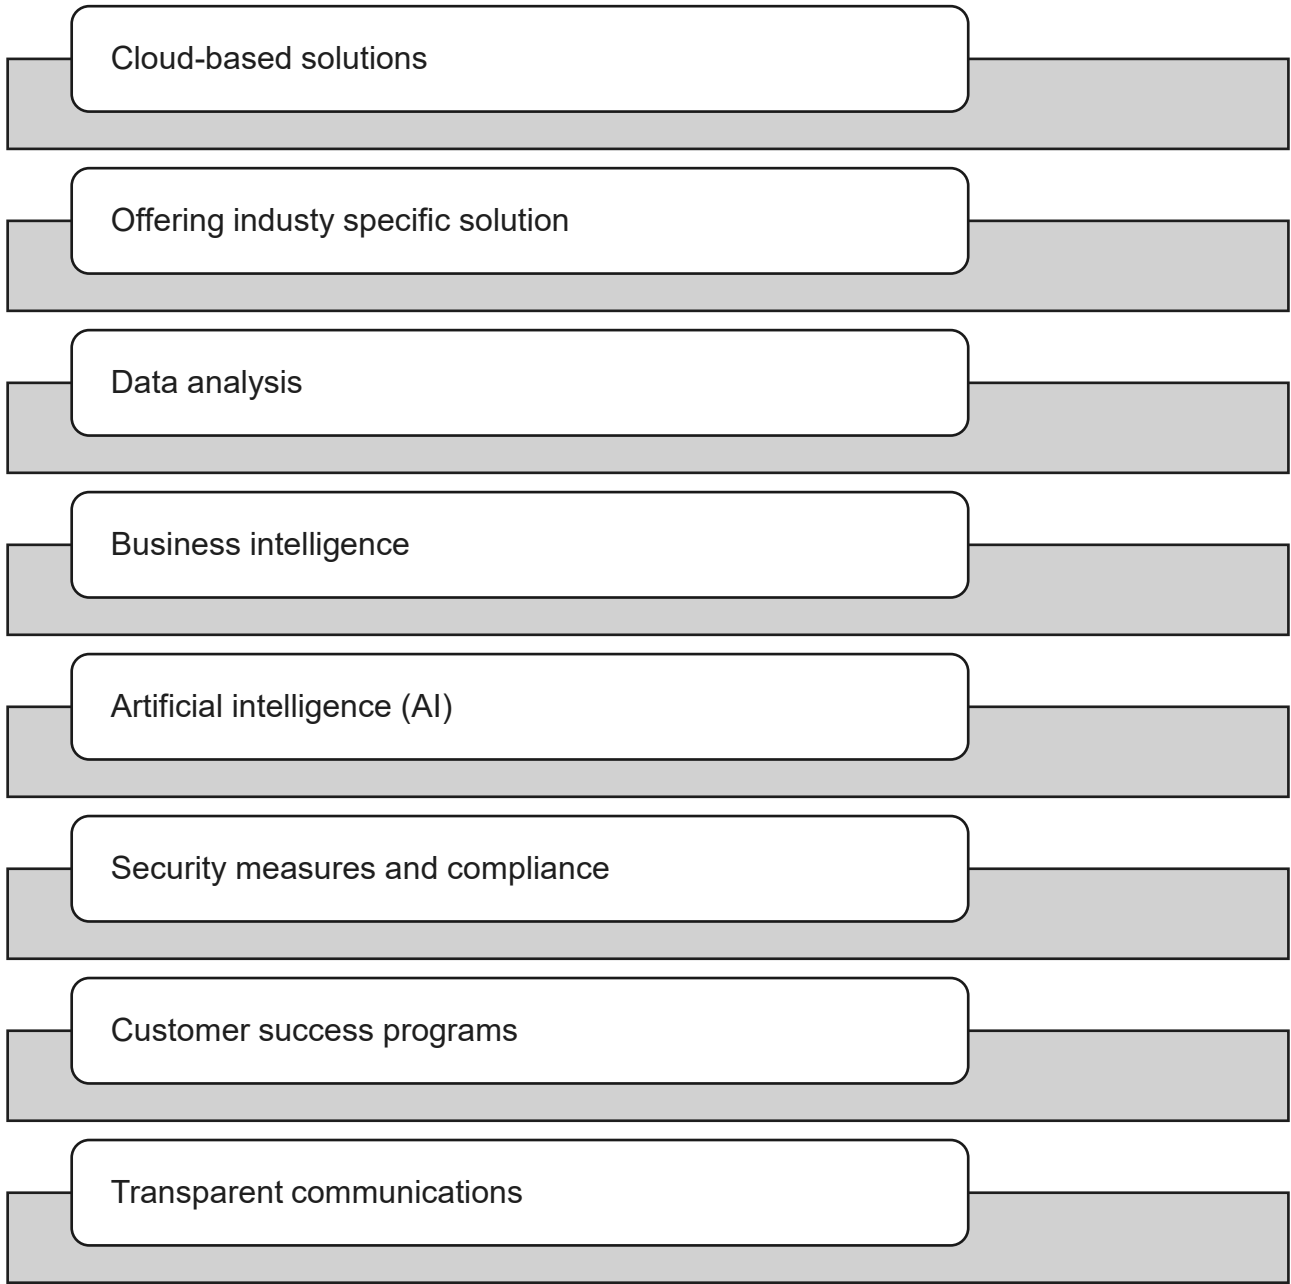 Cloud-based solutions
Offering industy specific solution
Data analysis
Business intelligence
Artificial intelligence (AI)
Security measures and compliance
Customer success programs
Transparent communications